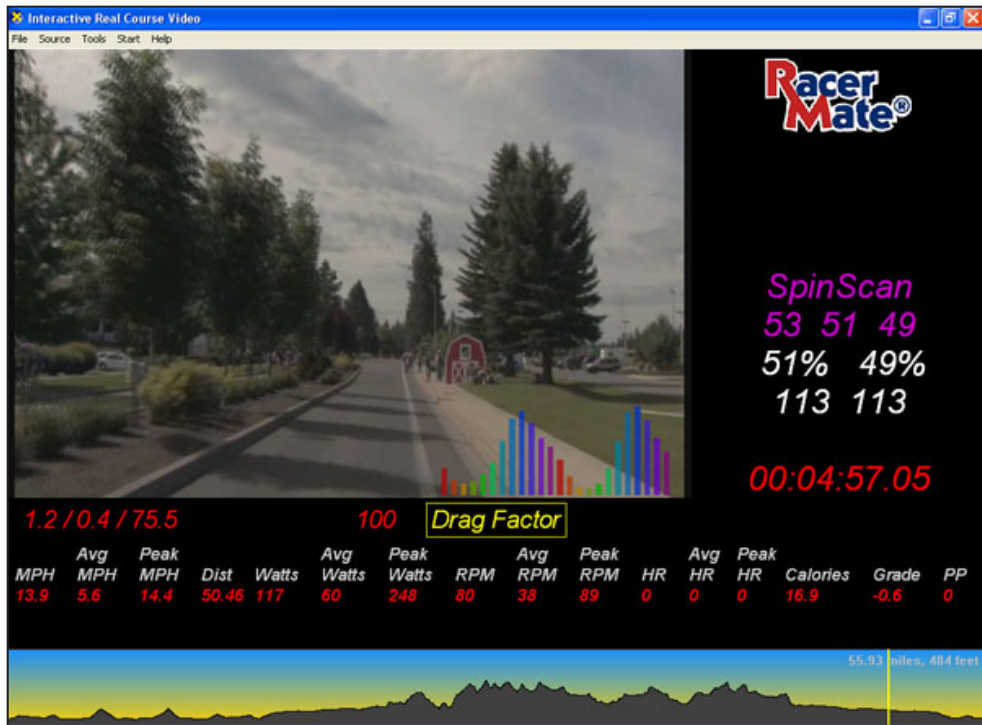 Interactive Real Course Video
File Source Tools Start Help
Racer
Mate®
SpinScan
53 51 49
51% 49%
113 113
00:04:57.05
1.2 / 0.4 / 75.5 100 Drag Factor
Avg Peak Avg Peak Avg Peak Avg Peak
MPH MPH MPH Dist Watts Watts Watts RPM RPM RPM HR HR HR Calories Grade PP
13.9 5.6 14.4 50.46 117 60 248 80 38 89 0 0 0 16.9 -0.6 0
55.93 miles, 484 feet